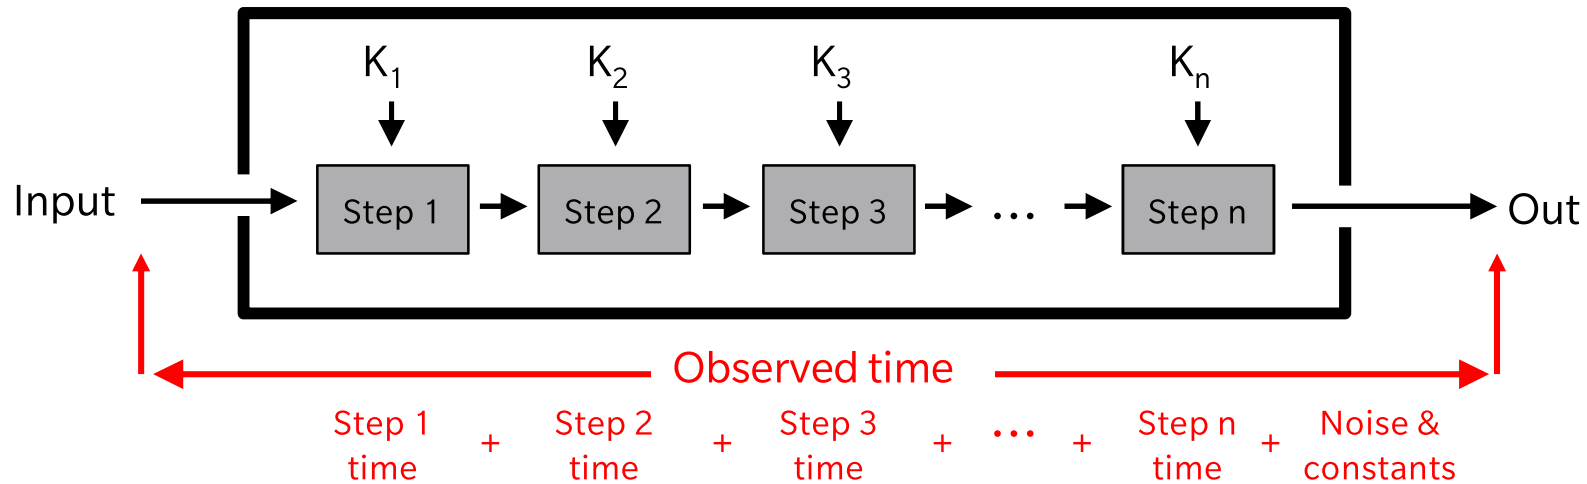 K1 K2 K3 Kn
Input Step 1 Step 2 Step 3 ... Step n Out
Observed time
Step 1 + Step 2 + Step 3 + ... + Step n + Noise &
time time time time constants